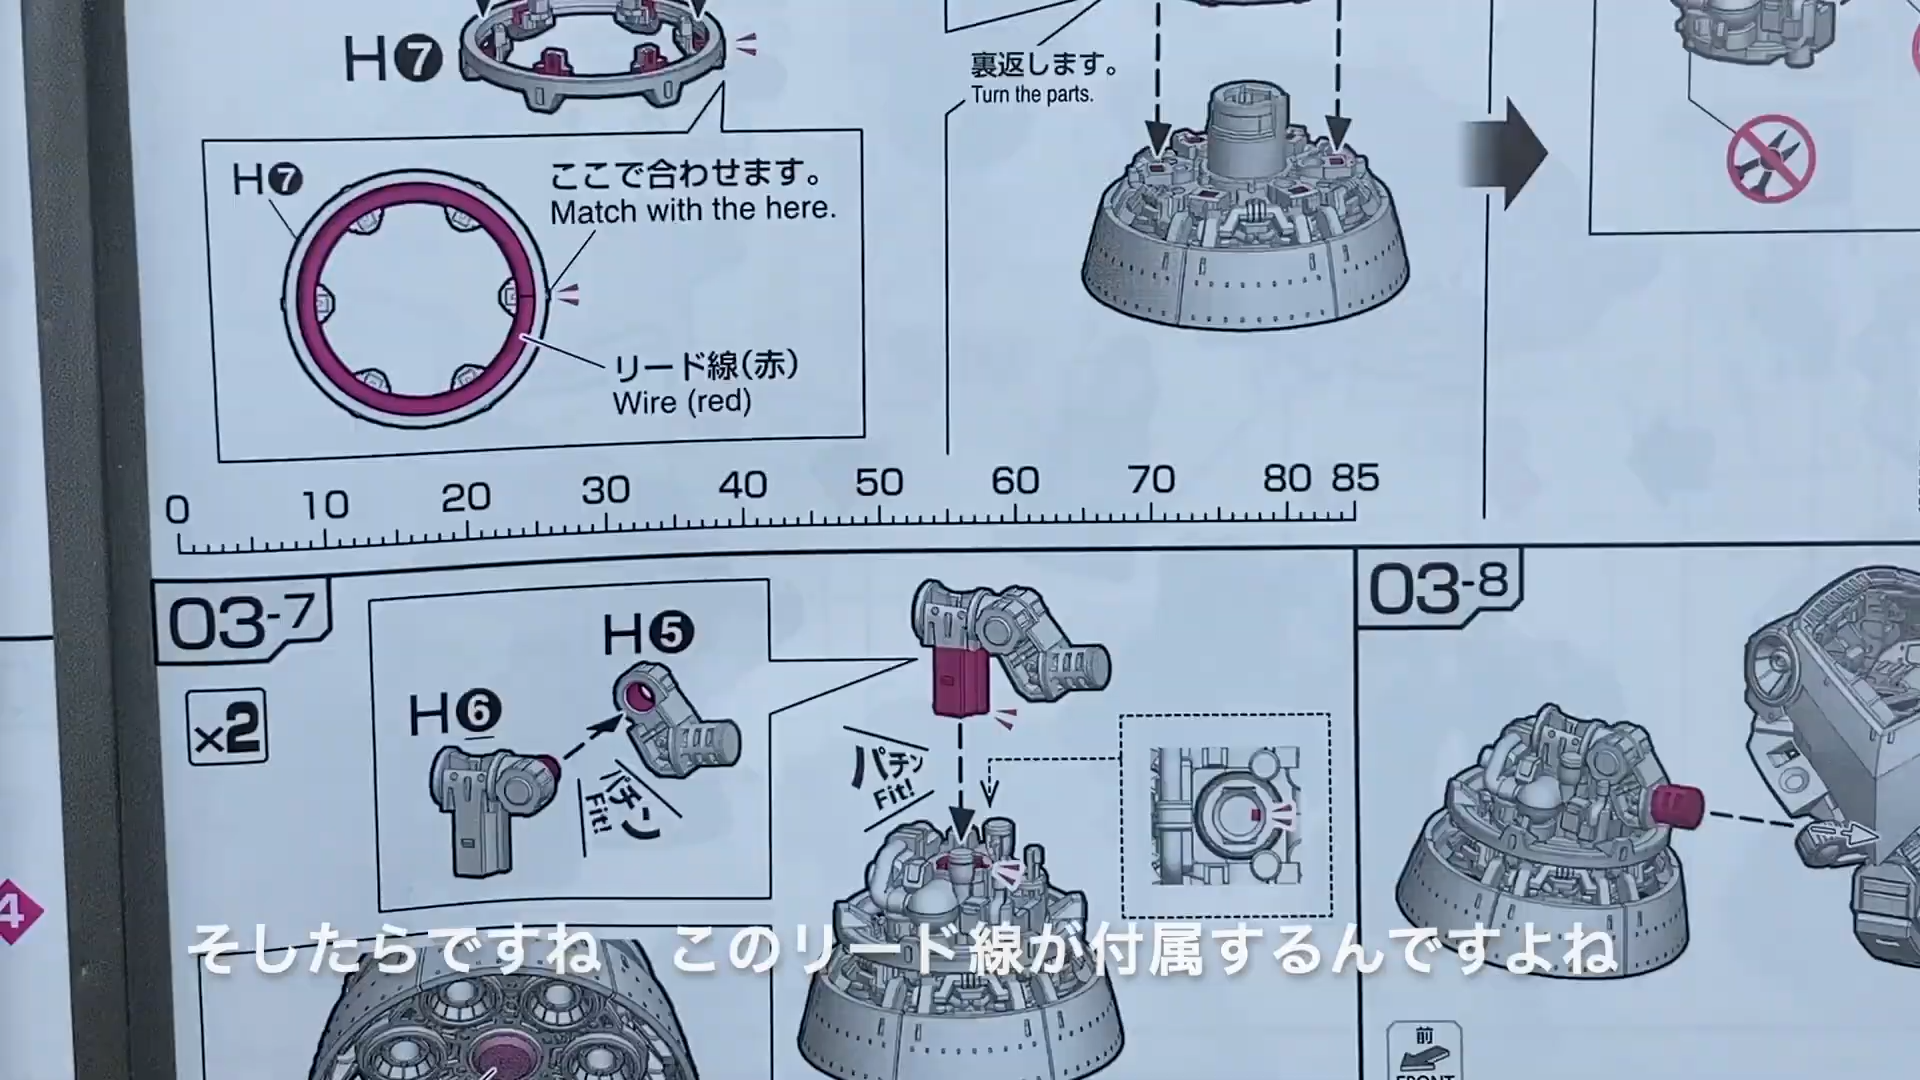 H7
裏返します。
Turn the parts.
H7
ここで合わせます。
Match with the here.
リード線(赤)
Wire (red)
0 10 20 30 40 50 60 70 80 85
03-7
×2
H5
H6
パチン
Fit!
パチン
Fit!
03-8
4
そしたらですね このリード線が付属するんですよね
前
FRONT